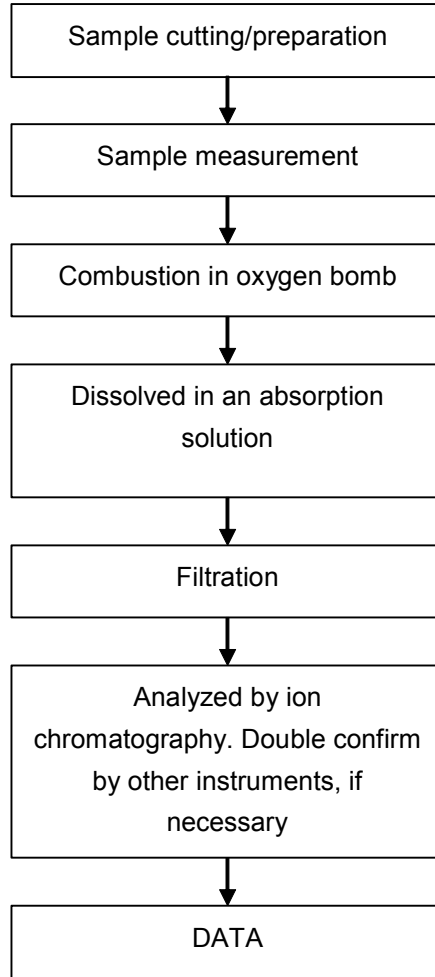 Sample cutting/preparation
Sample measurement
Combustion in oxygen bomb
Dissolved in an absorption
solution
Filtration
Analyzed by ion
chromatography. Double confirm
by other instruments, if
necessary
DATA